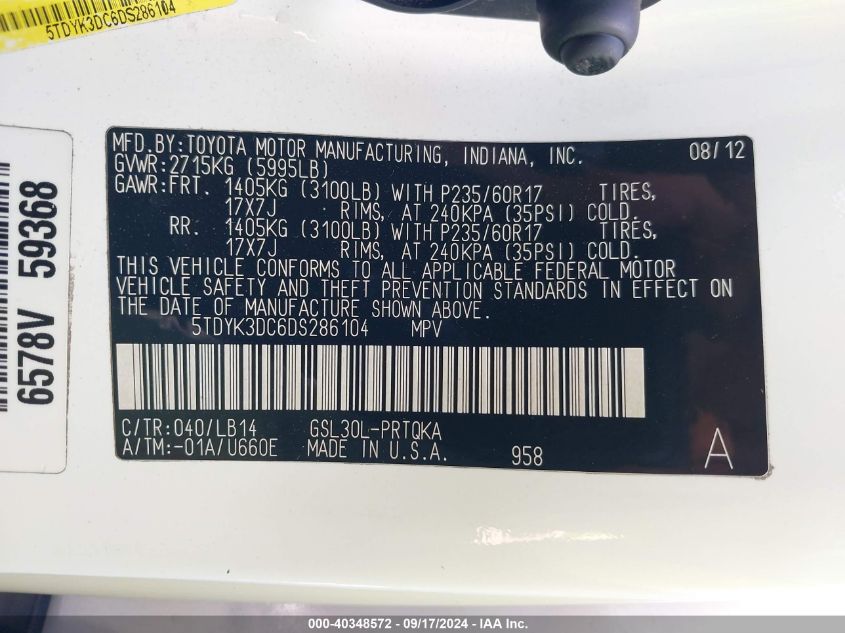 5TDYK3DC6DS286104
6578V 59368
MFD.BY:TOYOTA MOTOR MANUFACTURING, INDIANA, INC. 08/12
GVWR:2715KG (5995LB)
GAWR:FRT. 1405KG (3100LB) WITH P235/60R17 TIRES,
17X7J RIMS, AT 240KPA (35PSI) COLD.
RR. 1405KG (3100LB) WITH P235/60R17 TIRES,
17X7J RIMS, AT 240KPA (35PSI) COLD.
THIS VEHICLE CONFORMS TO ALL APPLICABLE FEDERAL MOTOR
VEHICLE SAFETY AND THEFT PREVENTION STANDARDS IN EFFECT ON
THE DATE OF MANUFACTURE SHOWN ABOVE.
5TDYK3DC6DS286104 MPV
C/TR:040/LB14 GSL30L-PRTQKA
A/TM:-01A/U660E MADE IN U.S.A. 958 A
000-40348572 - 09/17/2024 - IAA Inc.